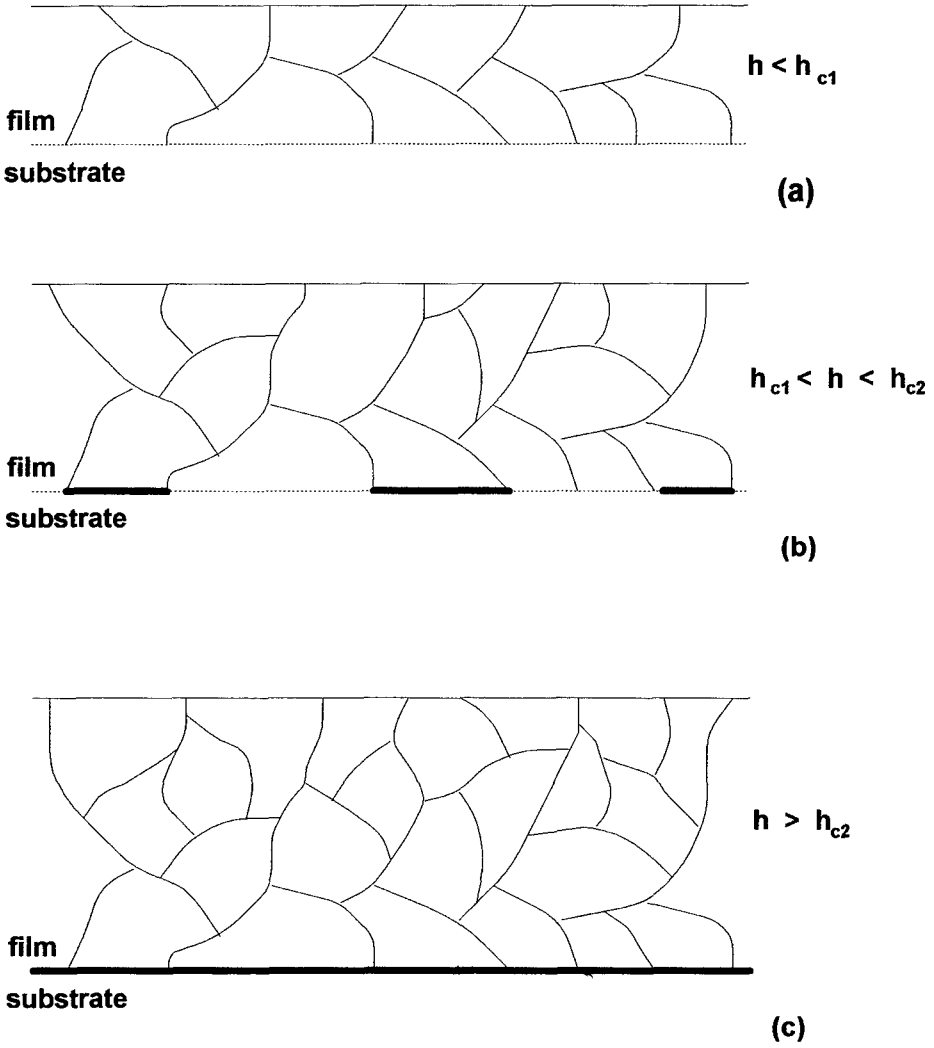 h < hc1
film
substrate
(a)
hc1 < h < hc2
film
substrate
(b)
h > hc2
film
substrate
(c)